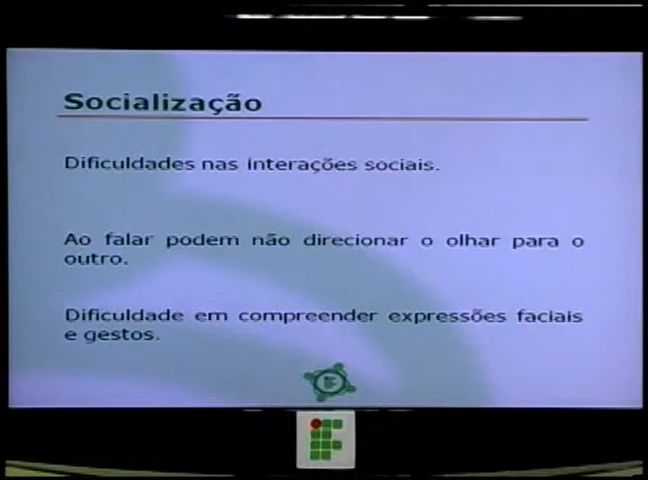 Socialização
Dificuldades nas interações sociais.
Ao falar podem não direcionar o olhar para o
outro.
Dificuldade em compreender expressões faciais
e gestos.